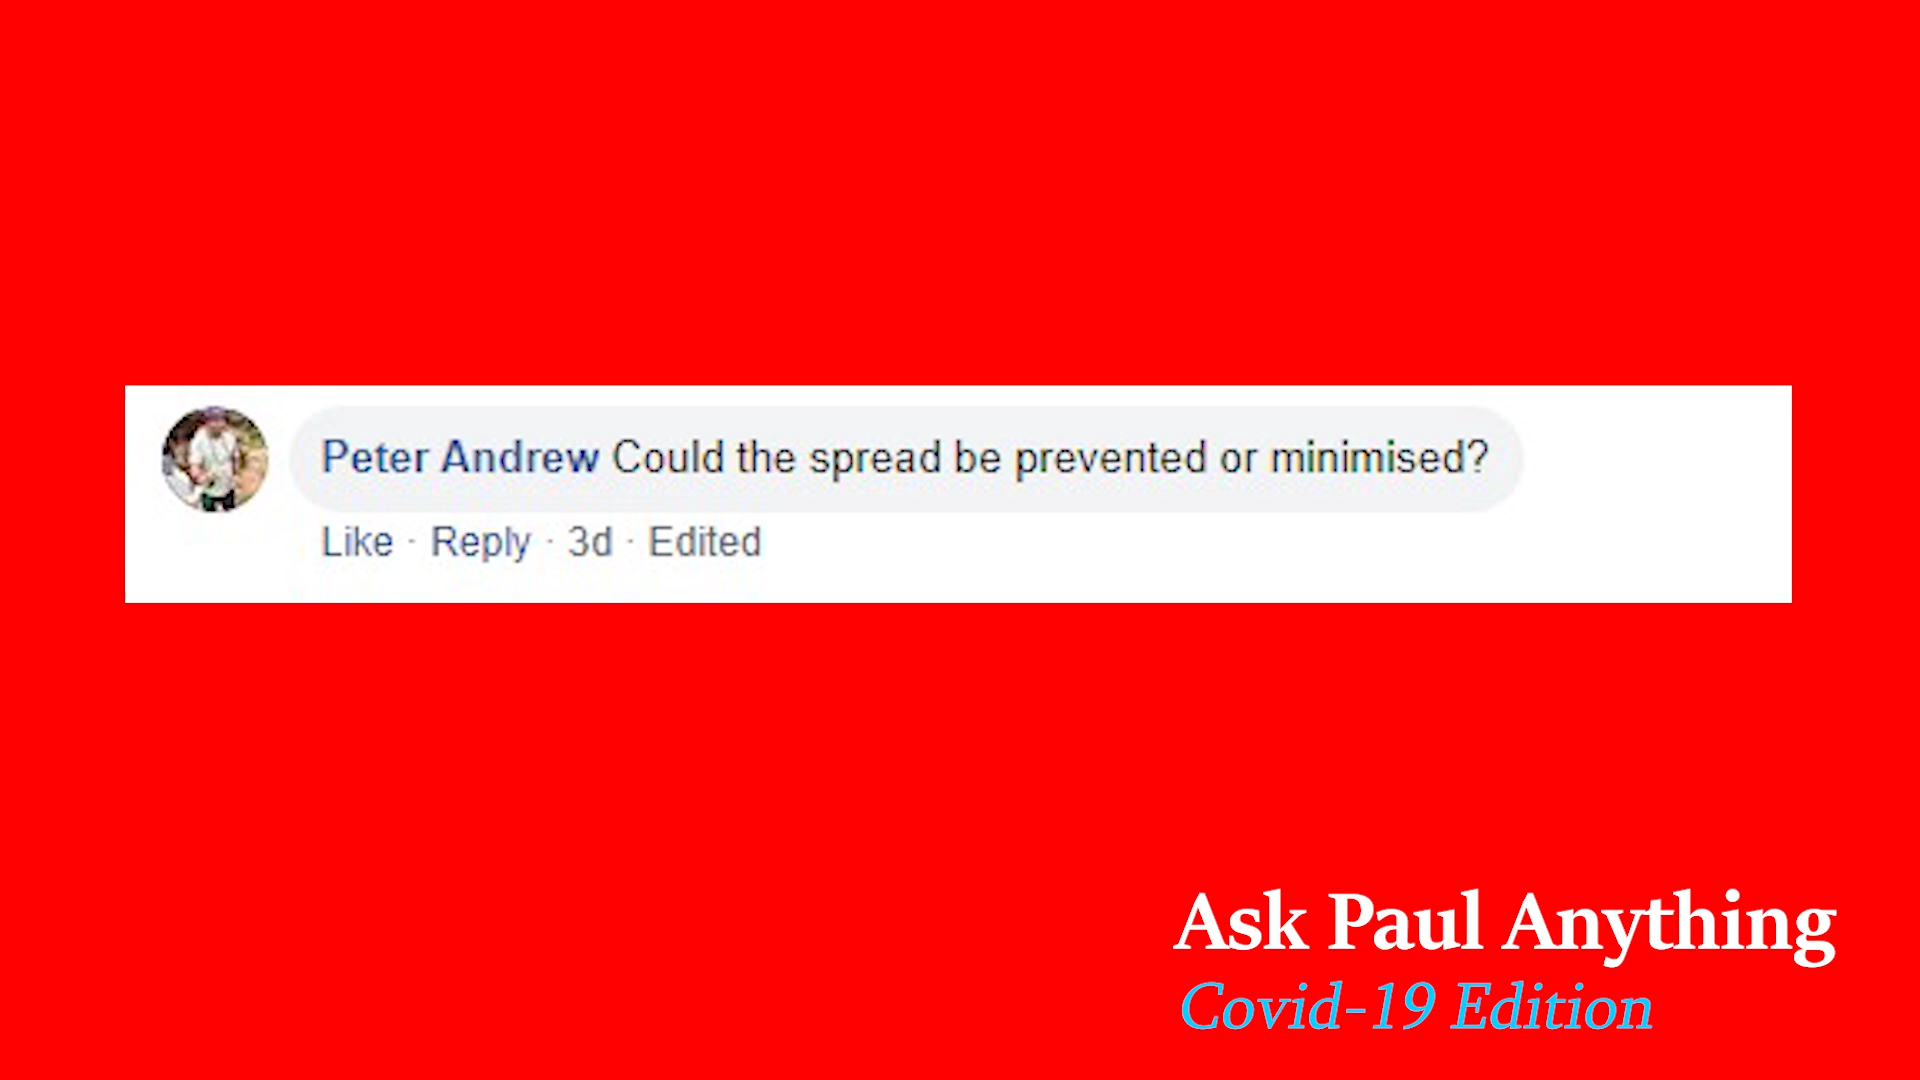 Peter Andrew Could the spread be prevented or minimised?
Like · Reply · 3d · Edited
Ask Paul Anything
Covid-19 Edition